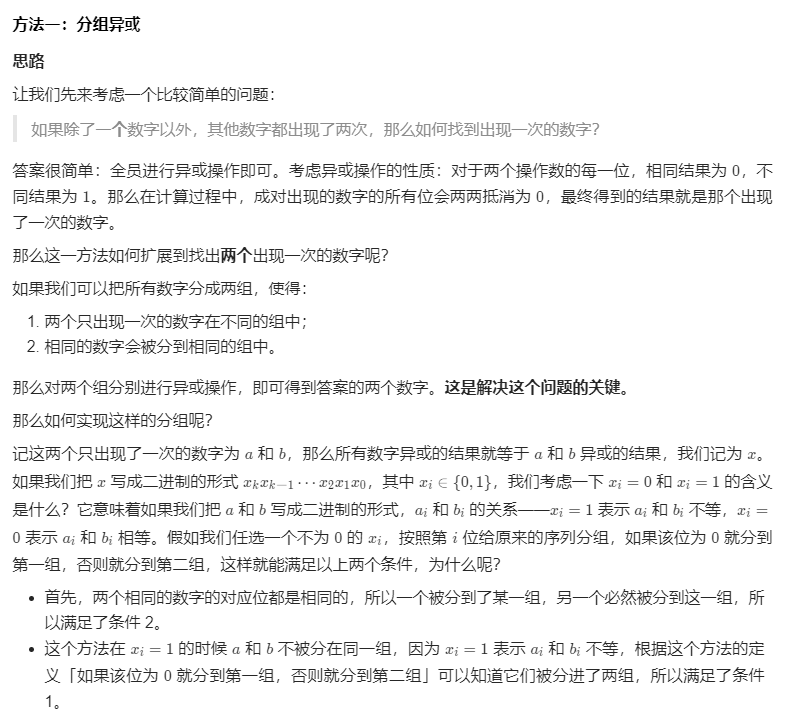 方法一：分组异或
思路
让我们先来考虑一个比较简单的问题：
如果除了一个数字以外，其他数字都出现了两次，那么如何找到出现一次的数字？
答案很简单：全员进行异或操作即可。考虑异或操作的性质：对于两个操作数的每一位，相同结果为 0，不
同结果为 1。那么在计算过程中，成对出现的数字的所有位会两两抵消为 0，最终得到的结果就是那个出现
了一次的数字。
那么这一方法如何扩展到找出两个出现一次的数字呢？
如果我们可以把所有数字分成两组，使得：
1. 两个只出现一次的数字在不同的组中；
2. 相同的数字会被分到相同的组中。
那么对两个组分别进行异或操作，即可得到答案的两个数字。这是解决这个问题的关键。
那么如何实现这样的分组呢？
记这两个只出现了一次的数字为 a 和 b，那么所有数字异或的结果就等于 a 和 b 异或的结果，我们记为 x。
如果我们把 x 写成二进制的形式 xₖxₖ₋₁⋯x₂x₁x₀，其中 xᵢ ∈ {0, 1}，我们考虑一下 xᵢ = 0 和 xᵢ = 1 的含义
是什么？它意味着如果我们把 a 和 b 写成二进制的形式，aᵢ 和 bᵢ 的关系——xᵢ = 1 表示 aᵢ 和 bᵢ 不等，xᵢ =
0 表示 aᵢ 和 bᵢ 相等。假如我们任选一个不为 0 的 xᵢ，按照第 i 位给原来的序列分组，如果该位为 0 就分到
第一组，否则就分到第二组，这样就能满足以上两个条件，为什么呢？
• 首先，两个相同的数字的对应位都是相同的，所以一个被分到了某一组，另一个必然被分到这一组，所
以满足了条件 2。
• 这个方法在 xᵢ = 1 的时候 a 和 b 不被分在同一组，因为 xᵢ = 1 表示 aᵢ 和 bᵢ 不等，根据这个方法的定
义「如果该位为 0 就分到第一组，否则就分到第二组」可以知道它们被分进了两组，所以满足了条件
1。